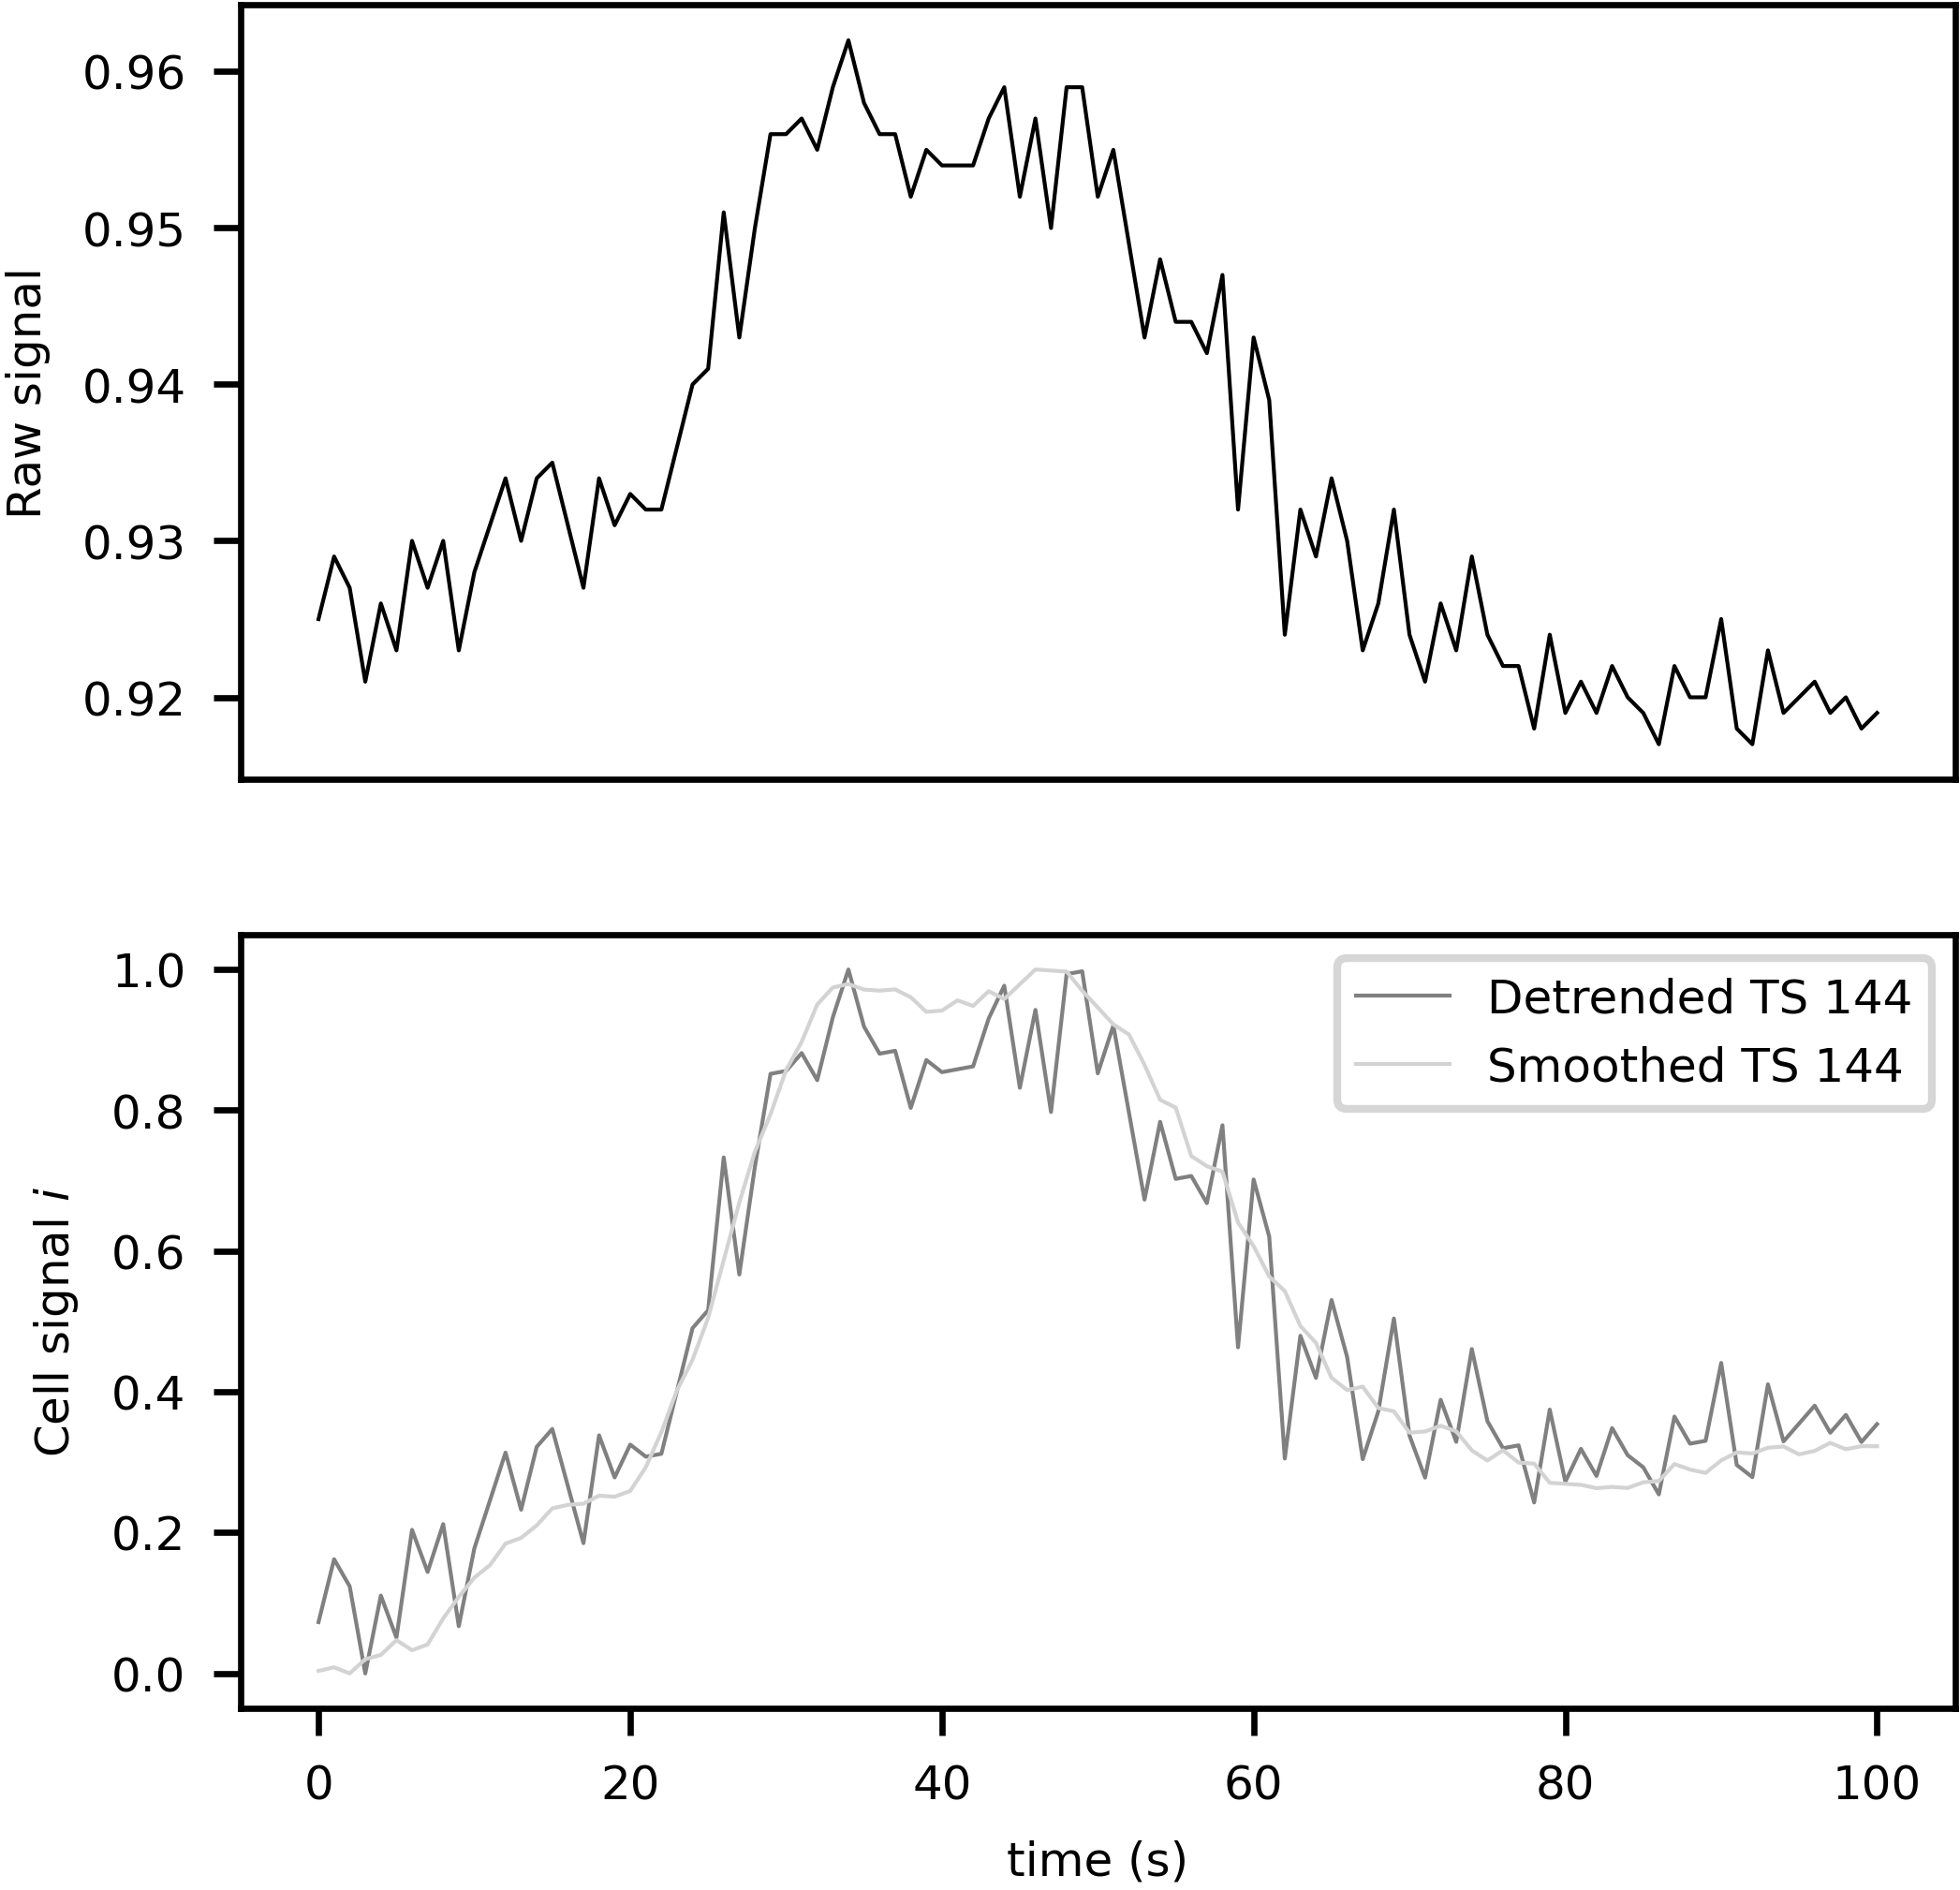 0.96
0.95
0.94
0.93
0.92
Raw signal
1.0
0.8
0.6
0.4
0.2
0.0
Cell signal i
Detrended TS 144
Smoothed TS 144
0 20 40 60 80 100
time (s)